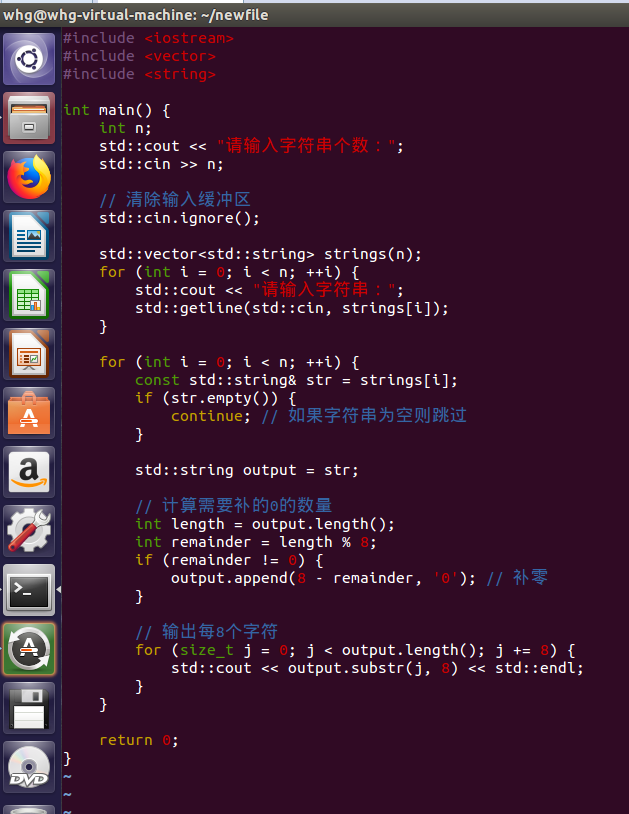 whg@whg-virtual-machine: ~/newfile
#include <iostream>
#include <vector>
#include <string>
int main() {
    int n;
    std::cout << "请输入字符串个数：";
    std::cin >> n;
    // 清除输入缓冲区
    std::cin.ignore();
    std::vector<std::string> strings(n);
    for (int i = 0; i < n; ++i) {
        std::cout << "请输入字符串：";
        std::getline(std::cin, strings[i]);
    }
    for (int i = 0; i < n; ++i) {
        const std::string& str = strings[i];
        if (str.empty()) {
            continue; // 如果字符串为空则跳过
        }
        std::string output = str;
        // 计算需要补的0的数量
        int length = output.length();
        int remainder = length % 8;
        if (remainder != 0) {
            output.append(8 - remainder, '0'); // 补零
        }
        // 输出每8个字符
        for (size_t j = 0; j < output.length(); j += 8) {
            std::cout << output.substr(j, 8) << std::endl;
        }
    }
    return 0;
}
~
~
~
DVD